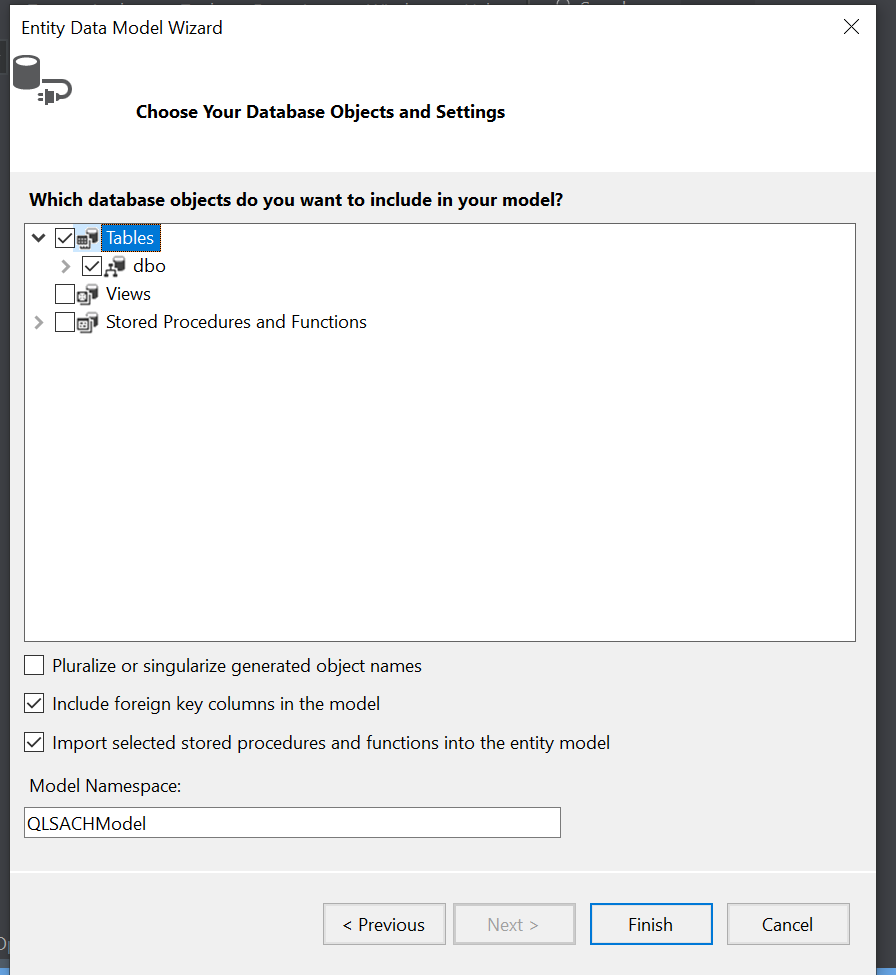 Entity Data Model Wizard
Choose Your Database Objects and Settings
Which database objects do you want to include in your model?
Tables
dbo
Views
Stored Procedures and Functions
Pluralize or singularize generated object names
Include foreign key columns in the model
Import selected stored procedures and functions into the entity model
Model Namespace:
QLSACHModel
< Previous
Next >
Finish
Cancel